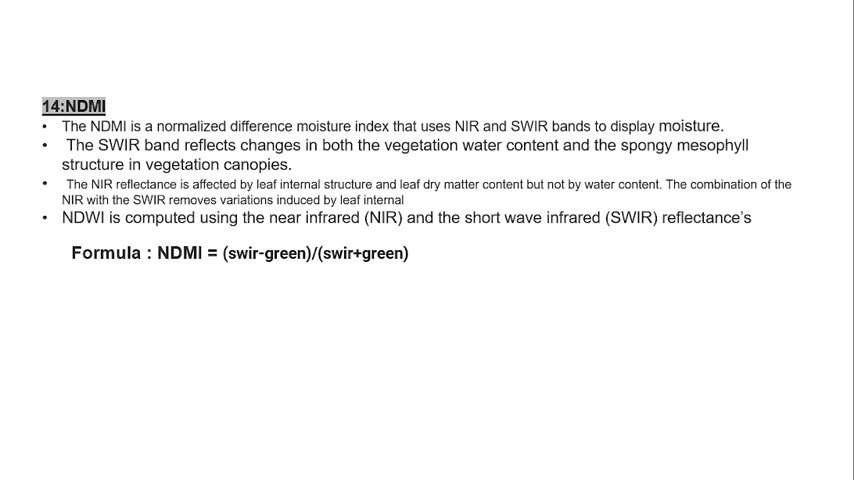 14:NDMI
• The NDMI is a normalized difference moisture index that uses NIR and SWIR bands to display moisture.
• The SWIR band reflects changes in both the vegetation water content and the spongy mesophyll
structure in vegetation canopies.
• The NIR reflectance is affected by leaf internal structure and leaf dry matter content but not by water content. The combination of the
NIR with the SWIR removes variations induced by leaf internal
• NDWI is computed using the near infrared (NIR) and the short wave infrared (SWIR) reflectance's
Formula : NDMI = (swir-green)/(swir+green)